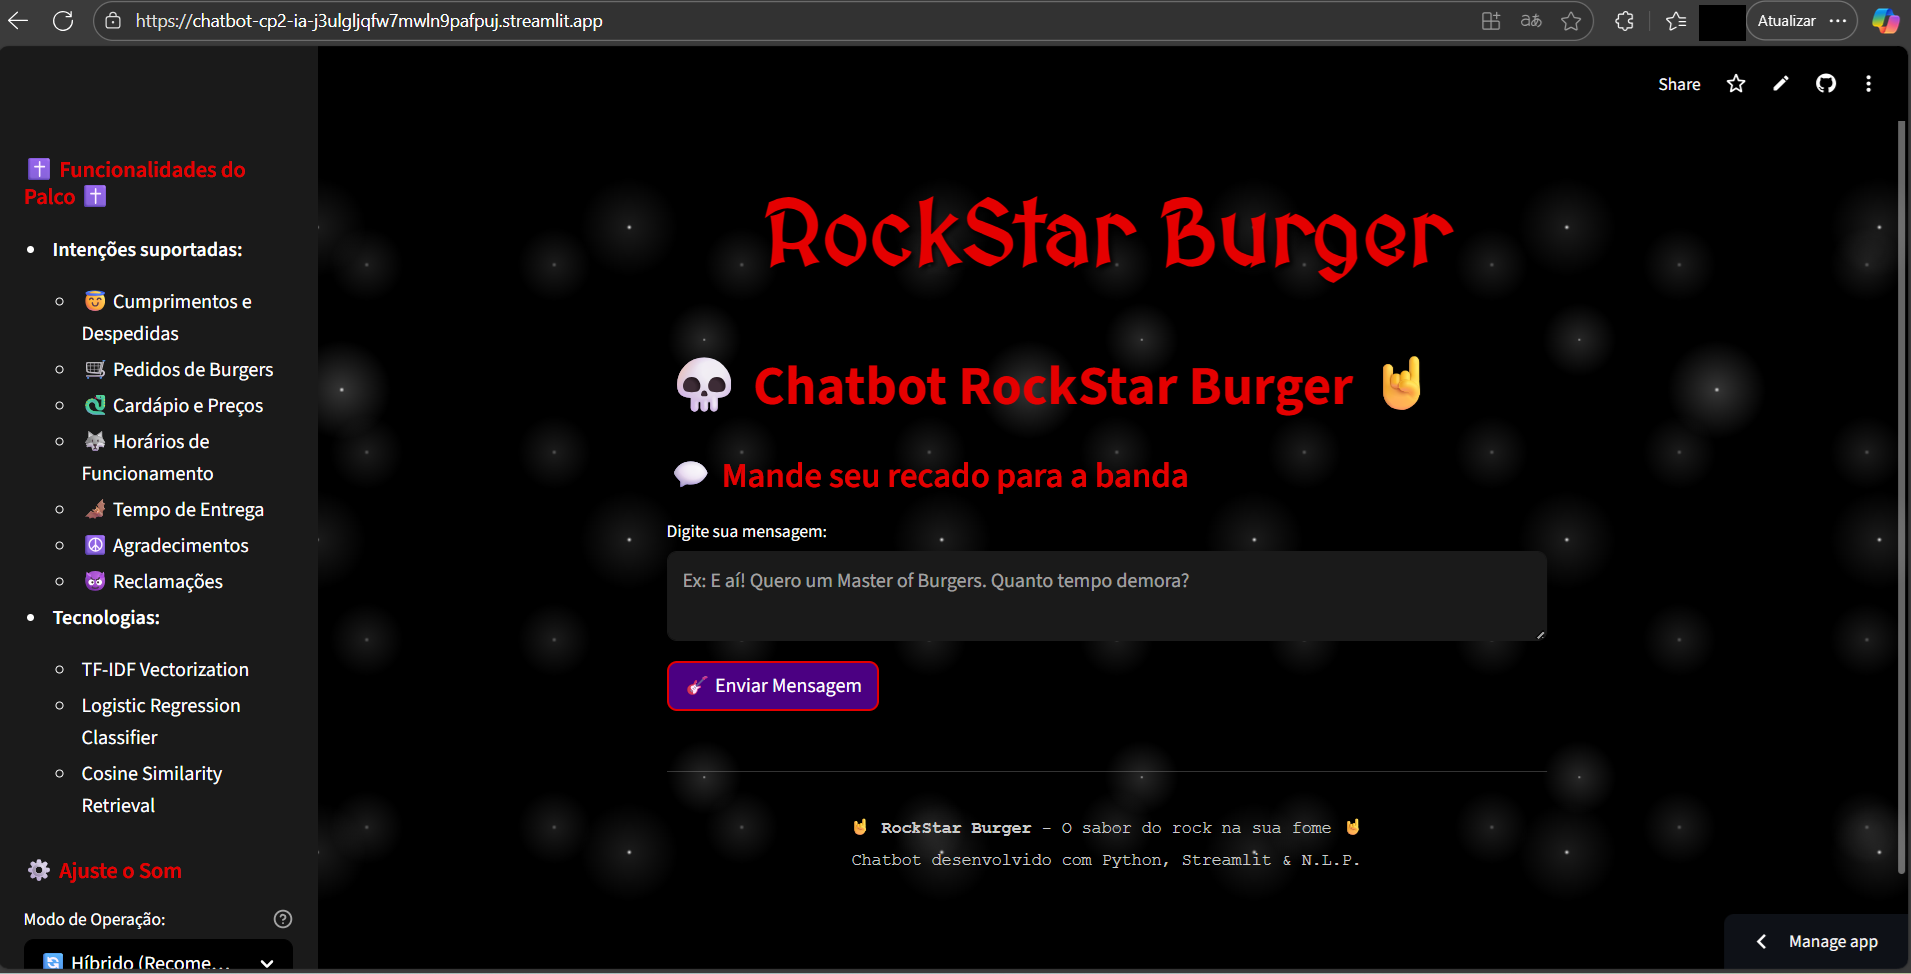 https://chatbot-cp2-ia-j3ulgljqfw7mwln9pafpuj.streamlit.app
Atualizar
Share
Funcionalidades do
Palco
Intenções suportadas:
Cumprimentos e
Despedidas
Pedidos de Burgers
Cardápio e Preços
Horários de
Funcionamento
Tempo de Entrega
Agradecimentos
Reclamações
Tecnologias:
TF-IDF Vectorization
Logistic Regression
Classifier
Cosine Similarity
Retrieval
Ajuste o Som
Modo de Operação:
Híbrido (Recome...
RockStar Burger
Chatbot RockStar Burger
Mande seu recado para a banda
Digite sua mensagem:
Ex: E aí! Quero um Master of Burgers. Quanto tempo demora?
Enviar Mensagem
RockStar Burger - O sabor do rock na sua fome
Chatbot desenvolvido com Python, Streamlit & N.L.P.
Manage app